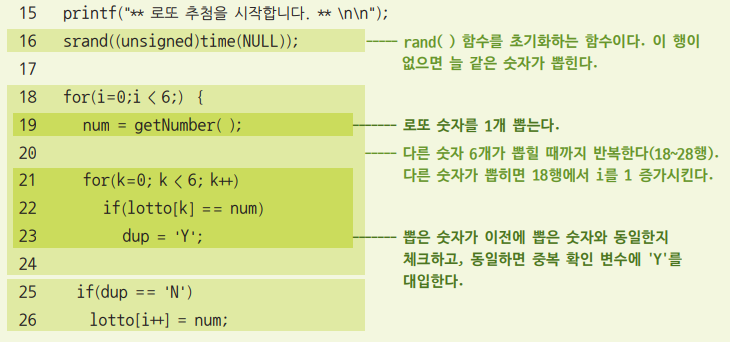 15 printf("** 로또 추첨을 시작합니다. ** \n\n");
16 srand((unsigned)time(NULL));
rand( ) 함수를 초기화하는 함수이다. 이 행이
없으면 늘 같은 숫자가 뽑힌다.
17
18 for(i=0;i < 6;) {
19 num = getNumber( );
로또 숫자를 1개 뽑는다.
20
다른 숫자 6개가 뽑힐 때까지 반복한다(18~28행).
다른 숫자가 뽑히면 18행에서 i를 1 증가시킨다.
21 for(k=0; k < 6; k++)
22 if(lotto[k] == num)
23 dup = 'Y';
뽑은 숫자가 이전에 뽑은 숫자와 동일한지
체크하고, 동일하면 중복 확인 변수에 'Y'를
대입한다.
24
25 if(dup == 'N')
26 lotto[i++] = num;